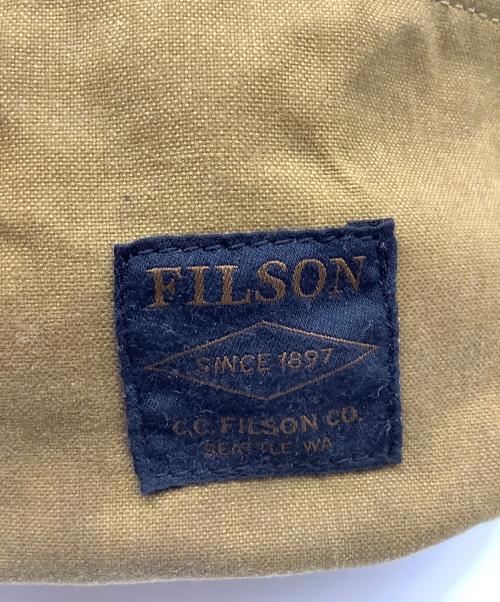 FILSON
SINCE 1897
C.C. FILSON CO.
SEATTLE, WA